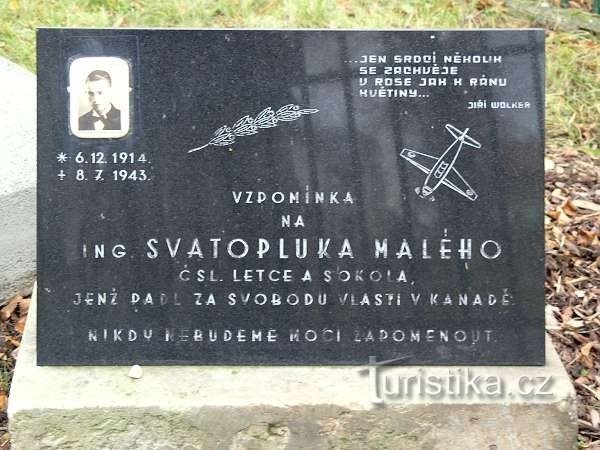 ...JEN SRDCÍ NĚKOLIK
SE ZACHVĚJE
V ROSE JAK K RÁNU
KVĚTINY...
JIŘÍ WOLKER
* 6.12.1914.
+ 8.7.1943.
VZPOMÍNKA
NA
ING. SVATOPLUKA MALÉHO
ČSL. LETCE A SOKOLA,
JENŽ PADL ZA SVOBODU VLASTI V KANADĚ.
NIKDY NEBUDEME MOCI ZAPOMENOUT.
Turistika.cz